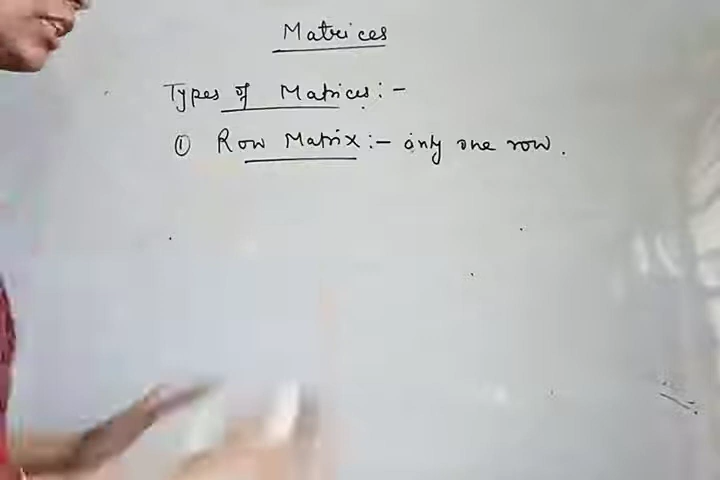 Matrices
Types of Matrices :-
① Row Matrix :- only one row .